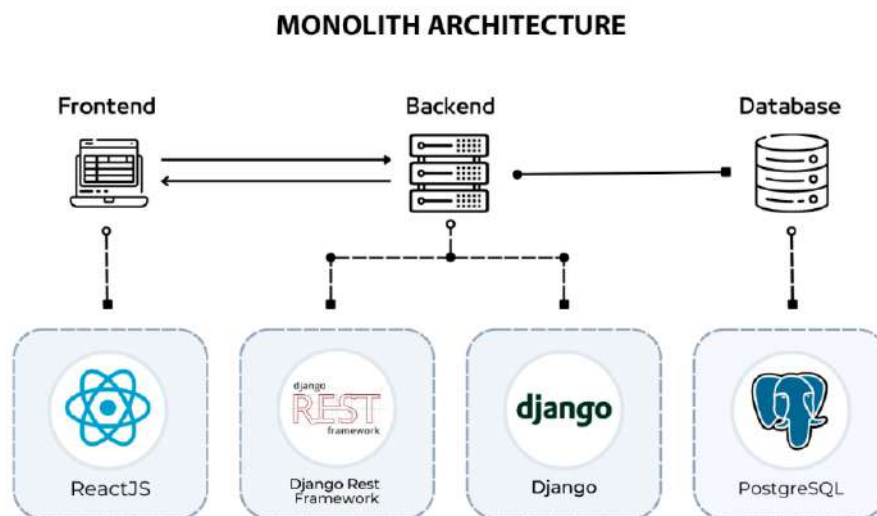 MONOLITH ARCHITECTURE
Frontend
Backend
Database
django
REST
framework
django
ReactJS
Django Rest
Framework
Django
PostgreSQL